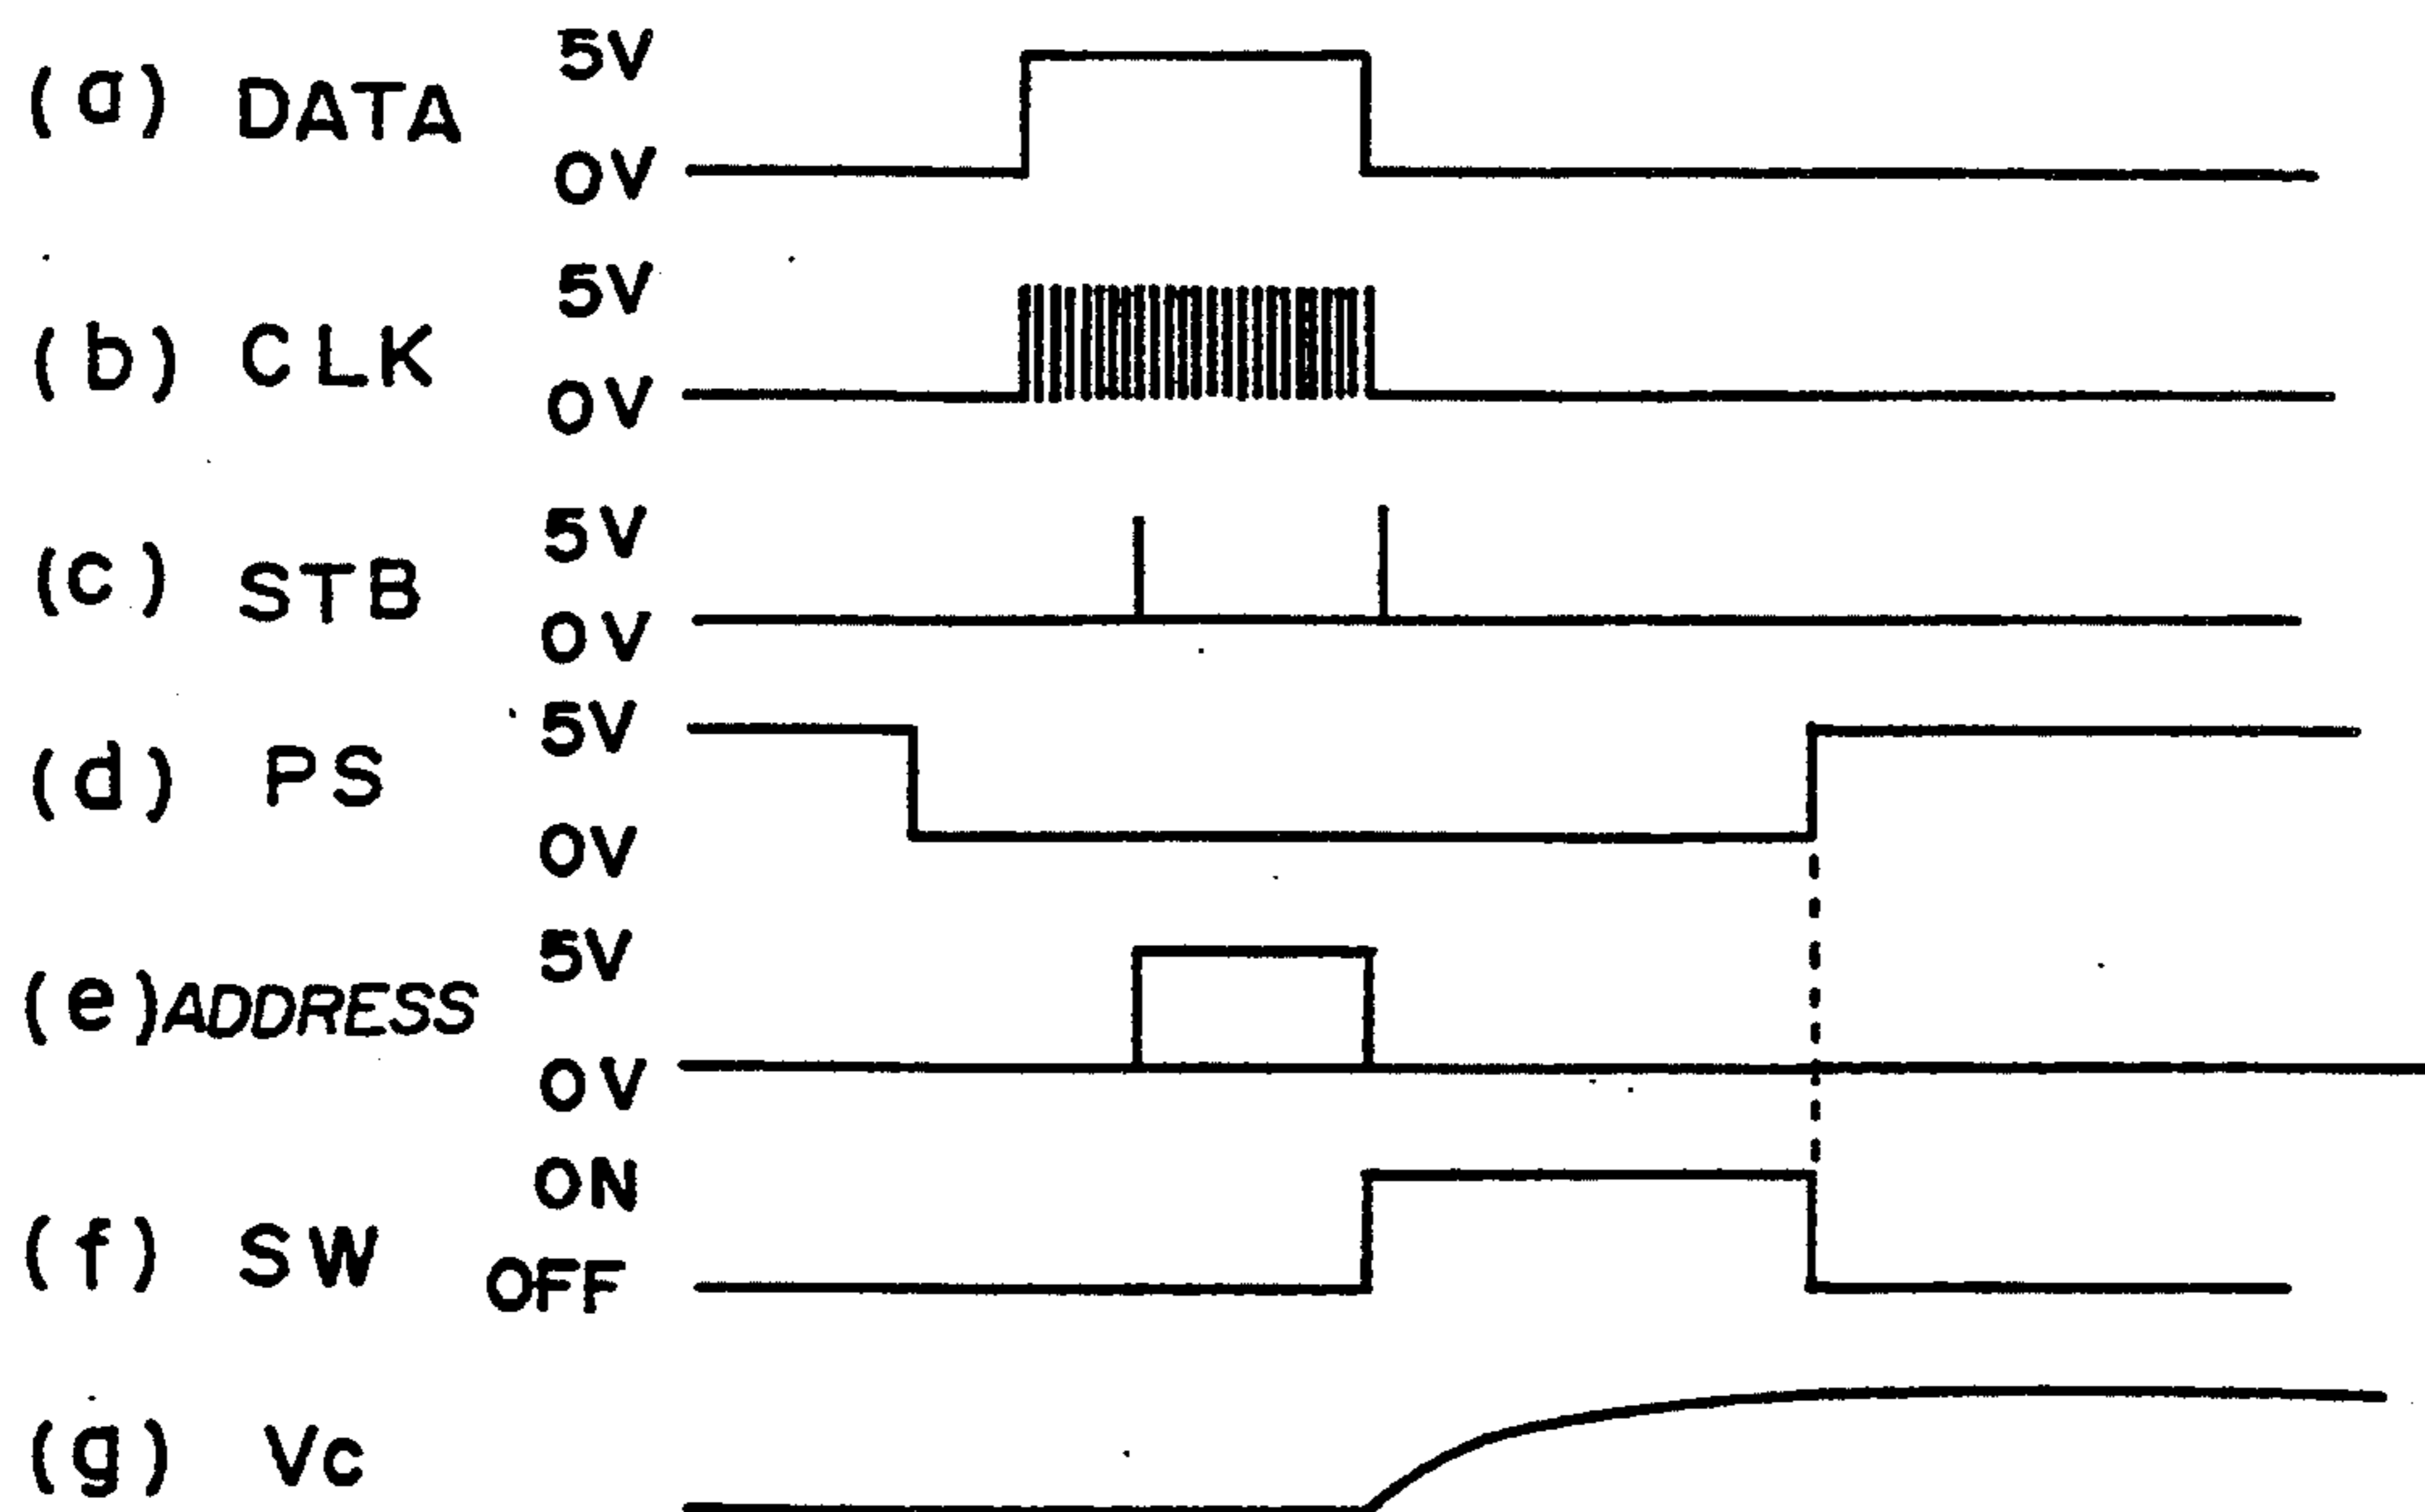 5V
(a) DATA
0V
5V
(b) CLK
0V
5V
(c) STB
0V
5V
(d) PS
0V
5V
(e) ADDRESS
0V
ON
(f) SW
OFF
(g) Vc